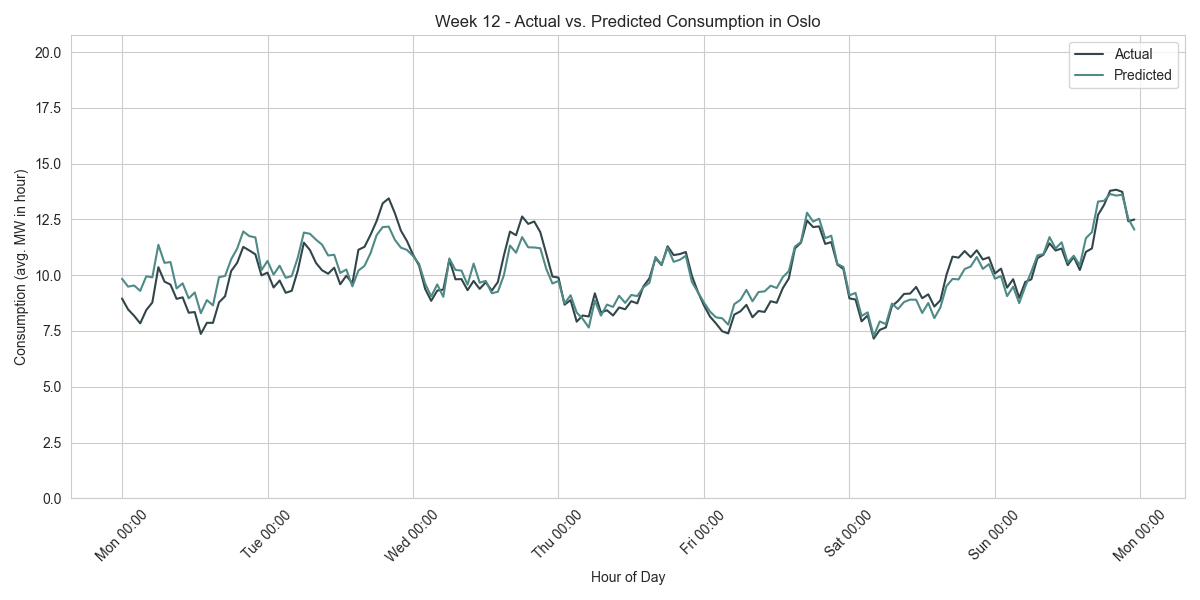 Week 12 - Actual vs. Predicted Consumption in Oslo
Actual
Predicted
Consumption (avg. MW in hour)
20.0
17.5
15.0
12.5
10.0
7.5
5.0
2.5
0.0
Mon 00:00
Tue 00:00
Wed 00:00
Thu 00:00
Fri 00:00
Sat 00:00
Sun 00:00
Mon 00:00
Hour of Day